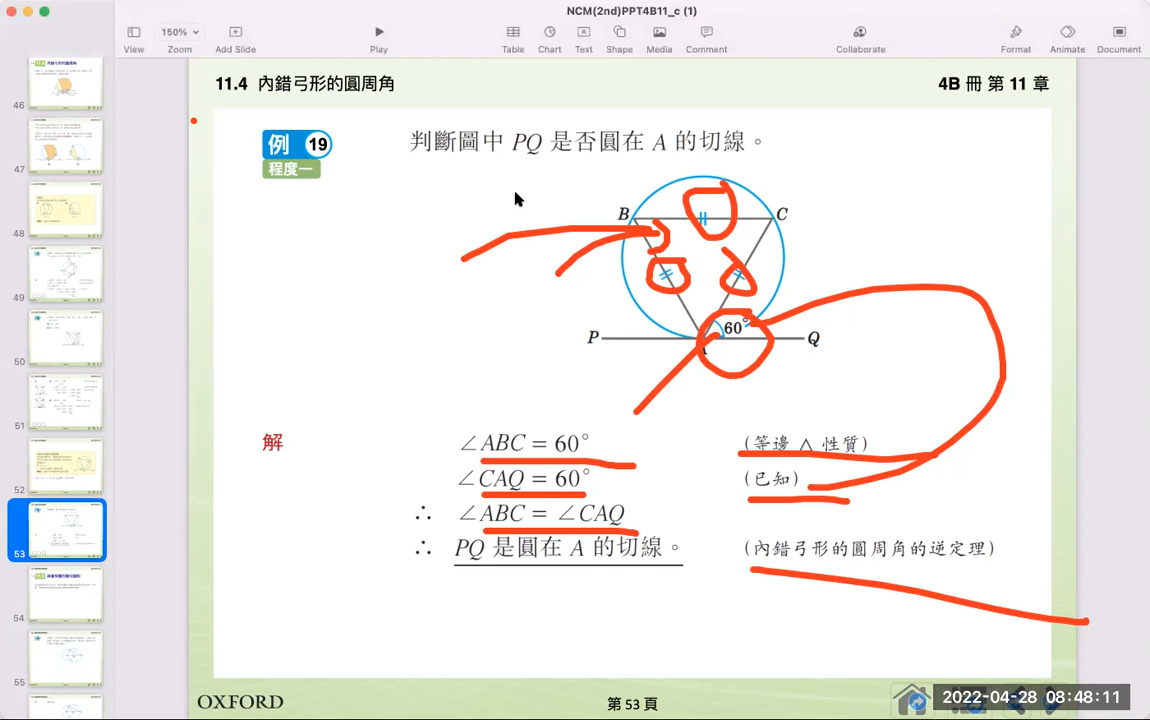 NCM(2nd)PPT4B11_c (1)
150%
View Zoom Add Slide Play Table Chart Text Shape Media Comment Collaborate Format Animate Document
11.4 內錯弓形的圓周角 4B 冊第 11 章
例 19
程度一
判斷圖中 PQ 是否圓在 A 的切線。
B C
60°
P A Q
解
∠ABC = 60° (等邊 △ 性質)
∠CAQ = 60° (已知)
∴ ∠ABC = ∠CAQ
∴ PQ 是圓在 A 的切線。 (內錯弓形的圓周角的逆定理)
OXFORD 第 53 頁
2022-04-28 08:48:11
46
47
48
49
50
51
52
53
54
55